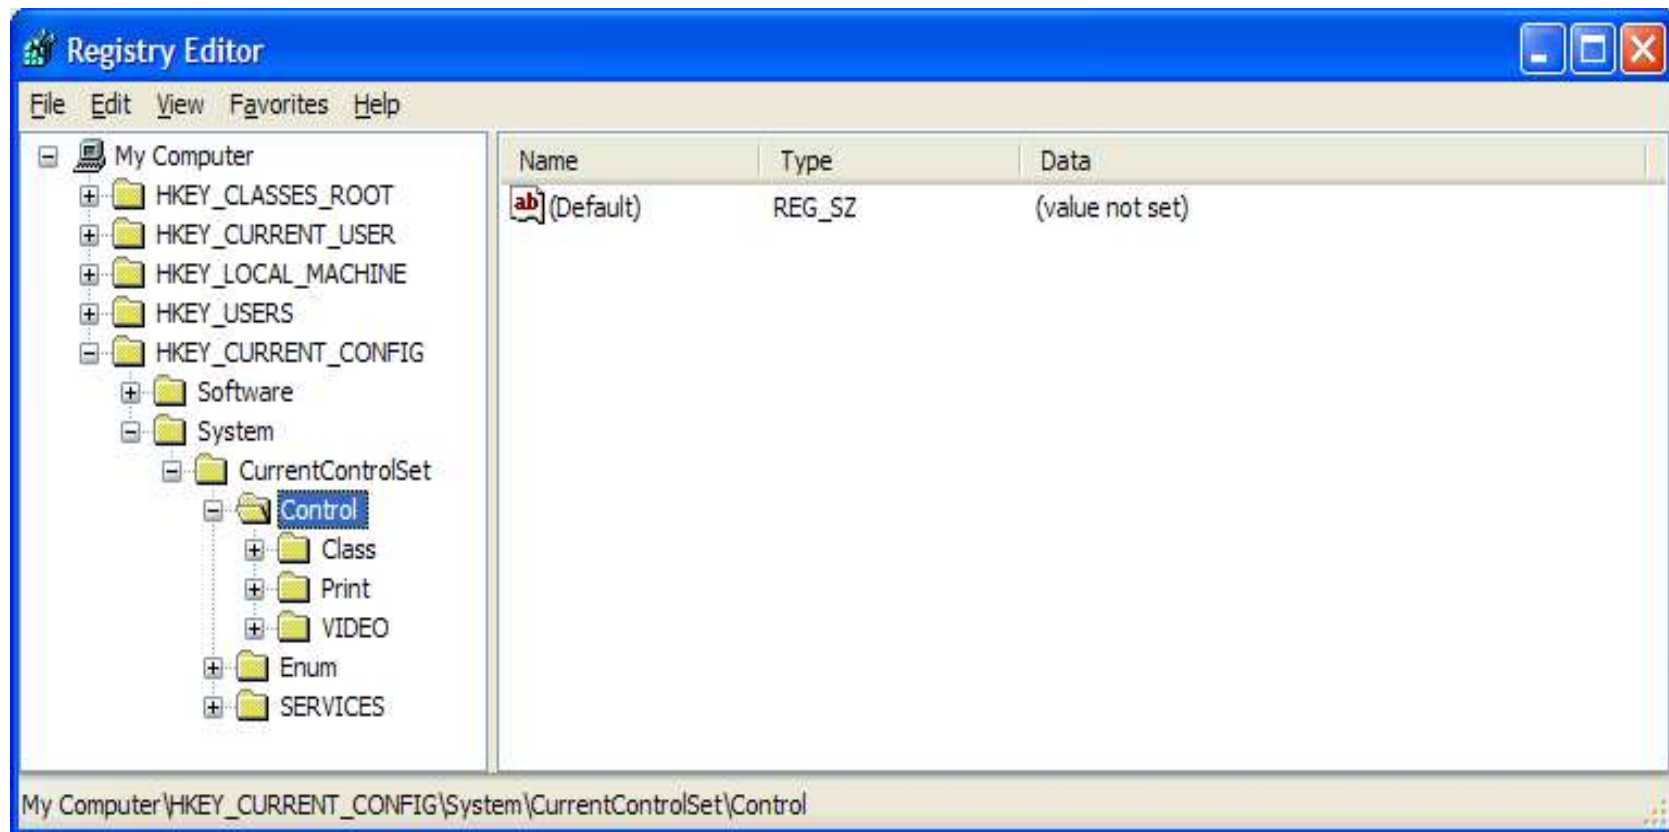 Registry Editor
File Edit View Favorites Help
My Computer
HKEY_CLASSES_ROOT
HKEY_CURRENT_USER
HKEY_LOCAL_MACHINE
HKEY_USERS
HKEY_CURRENT_CONFIG
Software
System
CurrentControlSet
Control
Class
Print
VIDEO
Enum
SERVICES
Name Type Data
ab (Default) REG_SZ (value not set)
My Computer\HKEY_CURRENT_CONFIG\System\CurrentControlSet\Control